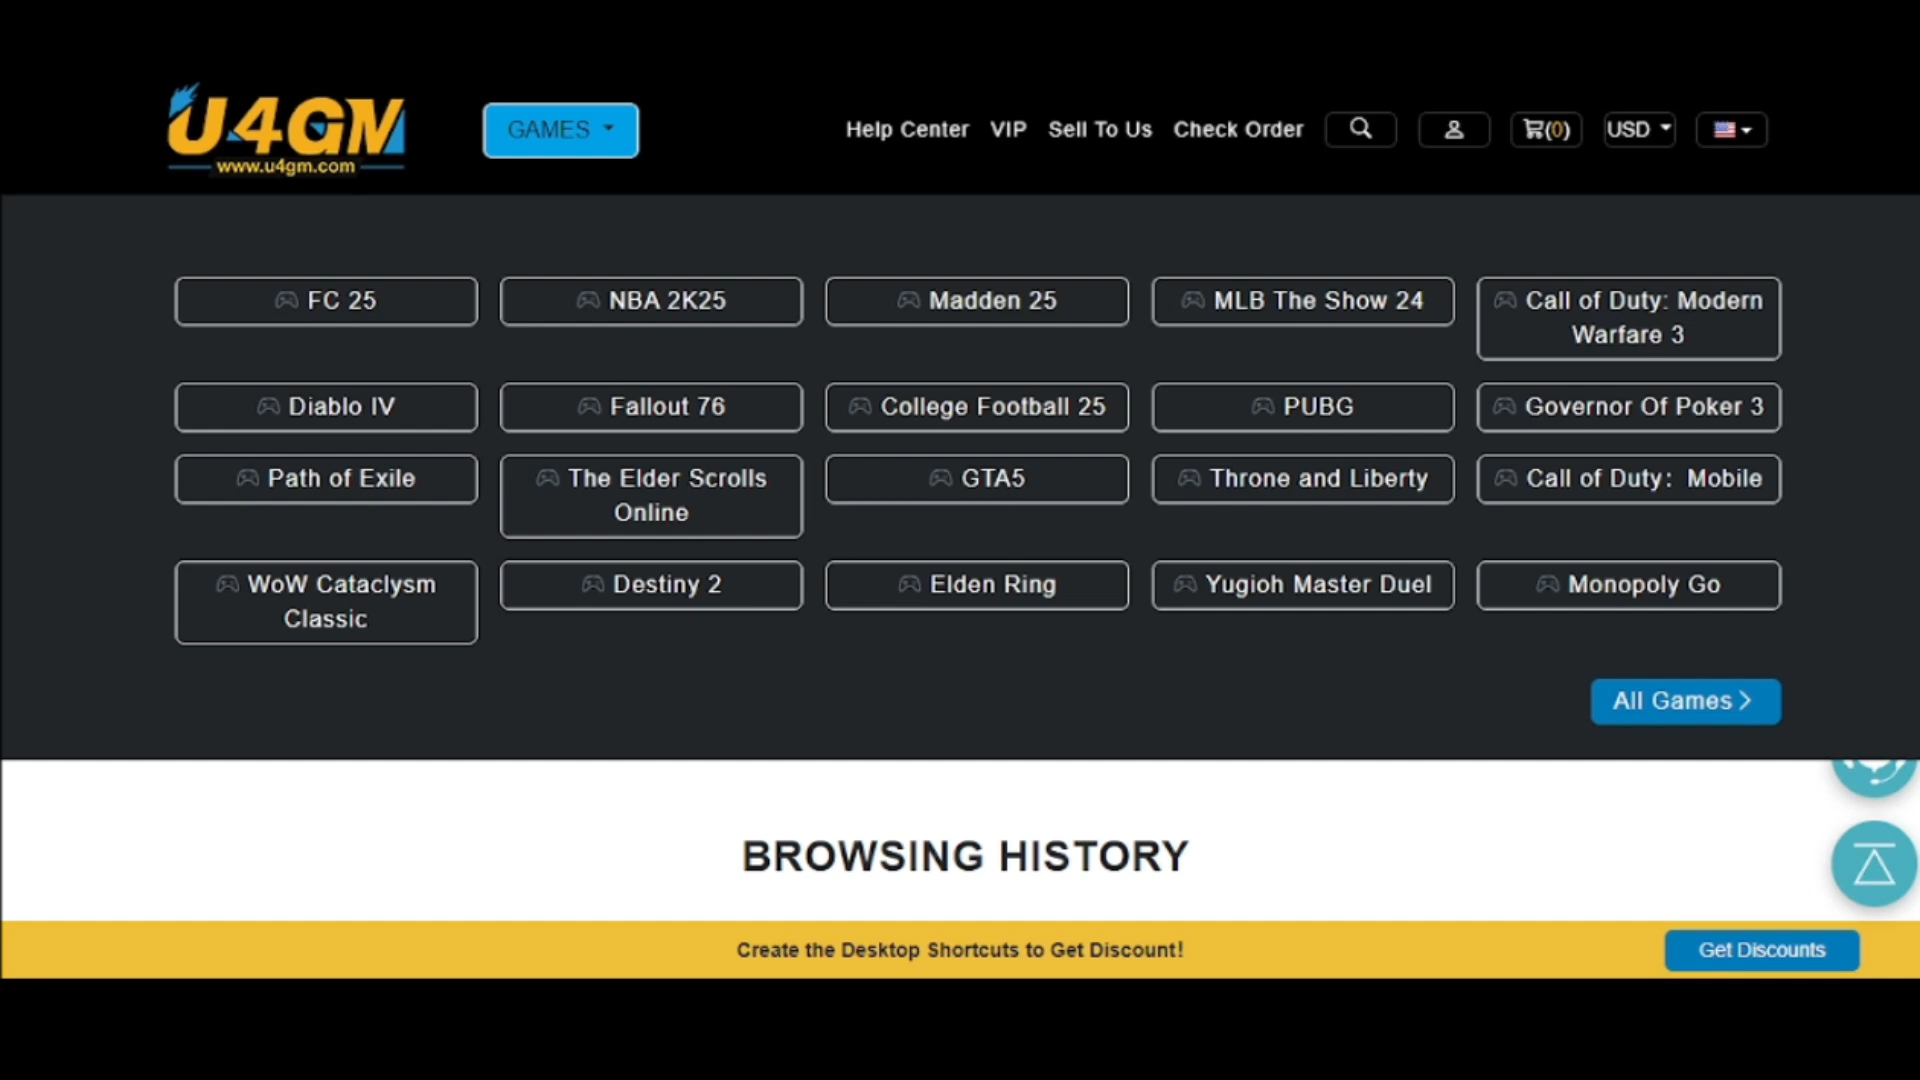 U4GM
www.u4gm.com
GAMES
Help Center
VIP
Sell To Us
Check Order
(0)
USD
FC 25
NBA 2K25
Madden 25
MLB The Show 24
Call of Duty: Modern
Warfare 3
Diablo IV
Fallout 76
College Football 25
PUBG
Governor Of Poker 3
Path of Exile
The Elder Scrolls
Online
GTA5
Throne and Liberty
Call of Duty：Mobile
WoW Cataclysm
Classic
Destiny 2
Elden Ring
Yugioh Master Duel
Monopoly Go
All Games
BROWSING HISTORY
Create the Desktop Shortcuts to Get Discount!
Get Discounts